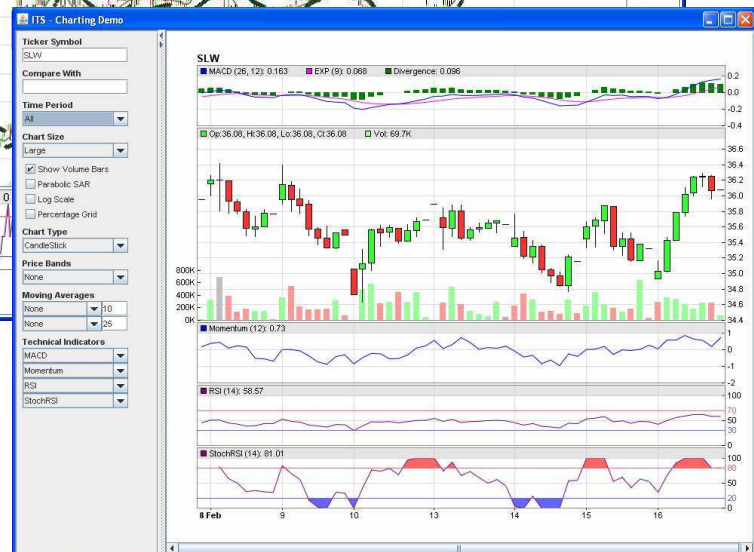 ITS - Charting Demo
Ticker Symbol
SLW
Compare With
Time Period
All
Chart Size
Large
Show Volume Bars
Parabolic SAR
Log Scale
Percentage Grid
Chart Type
CandleStick
Price Bands
None
Moving Averages
None 10
None 25
Technical Indicators
MACD
Momentum
RSI
StochRSI
SLW
MACD (26, 12): 0.163 EXP (9): 0.068 Divergence: 0.096
0.2
0.0
-0.2
-0.4
Op:36.08, Hi:36.08, Lo:36.08, Cl:36.08 Vol: 69.7K
36.6
36.4
36.2
36.0
35.8
35.6
35.4
35.2
35.0
34.8
34.6
34.4
800K
600K
400K
200K
0K
Momentum (12): 0.73
1
0
-1
-2
RSI (14): 58.57
100
70
30
0
StochRSI (14): 81.01
100
80
50
20
0
8 Feb 9 10 13 14 15 16
0